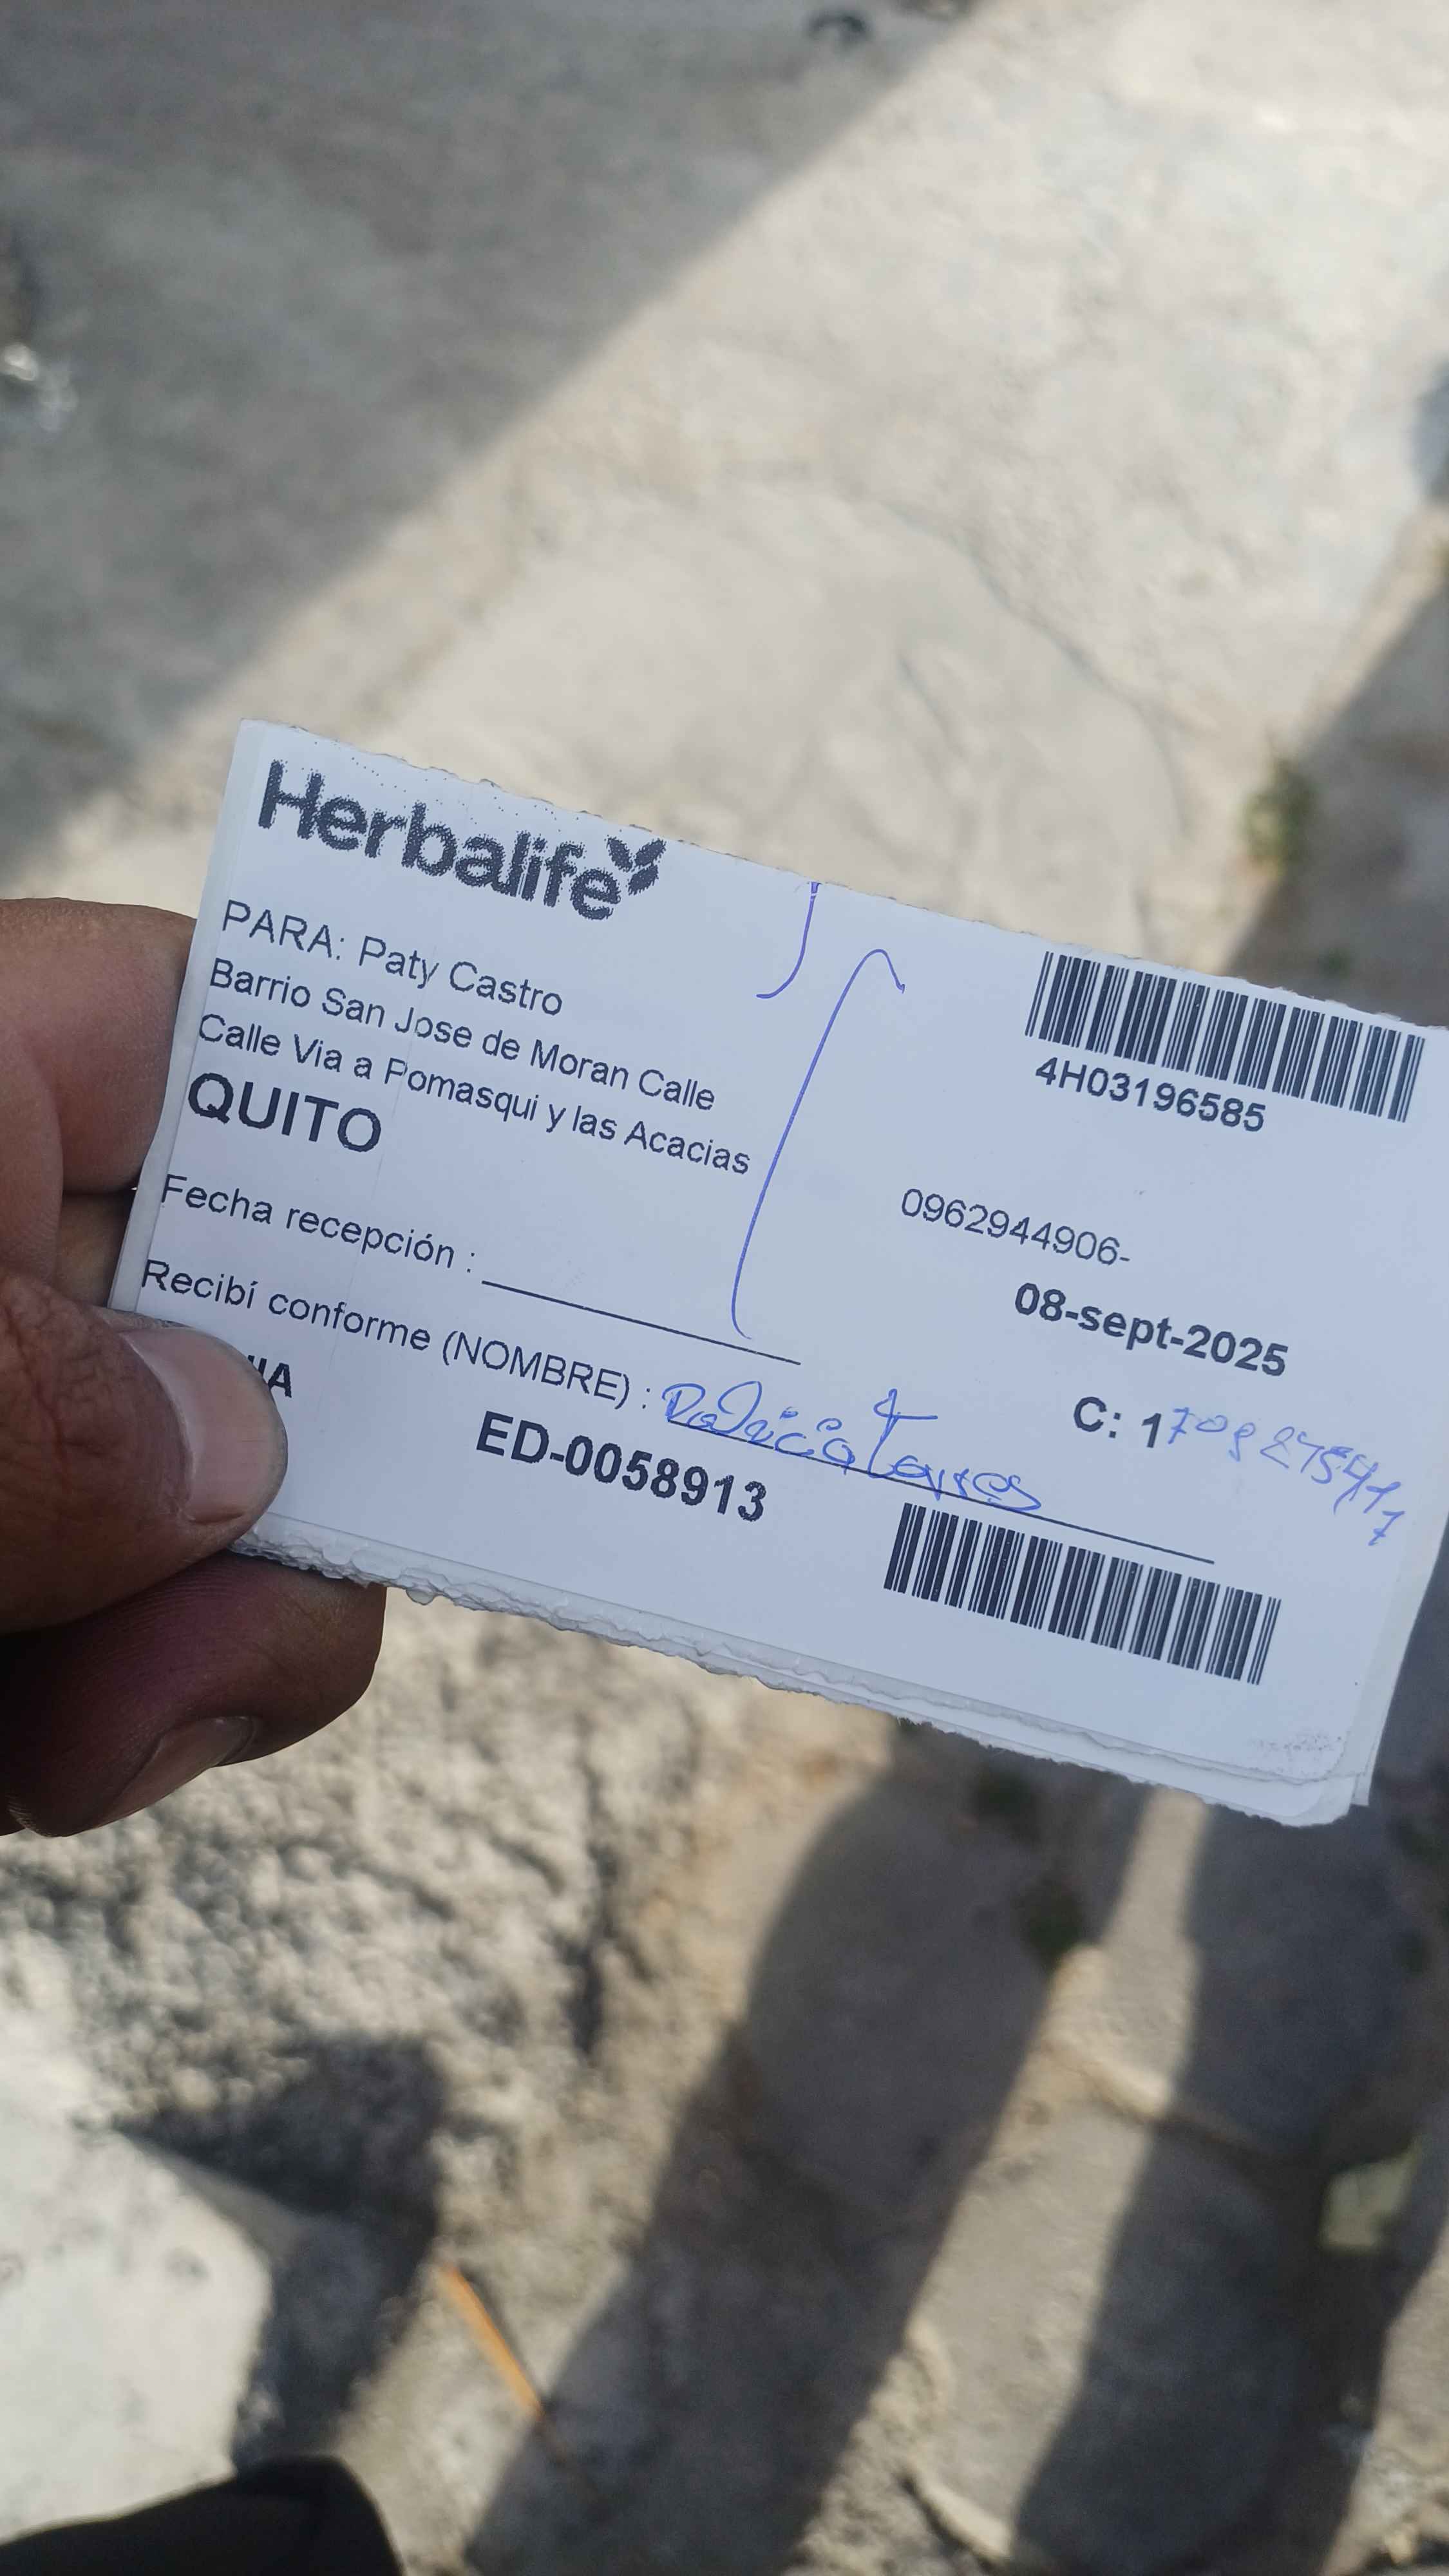 Herbalife
PARA: Paty Castro
Barrio San Jose de Moran Calle
Calle Via a Pomasqui y las Acacias
QUITO
4H03196585
0962944906-
08-sept-2025
Fecha recepción :
Recibí conforme (NOMBRE) :
C: 1
ED-0058913